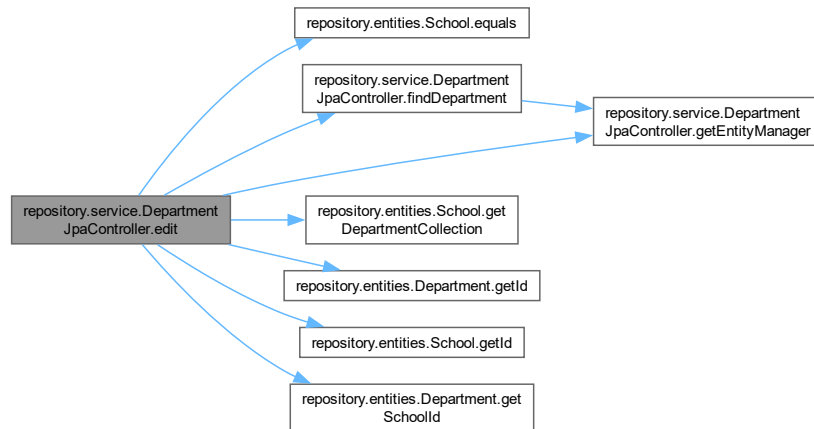 repository.entities.School.equals
repository.service.Department
JpaController.findDepartment
repository.service.Department
JpaController.getEntityManager
repository.service.Department
JpaController.edit
repository.entities.School.get
DepartmentCollection
repository.entities.Department.getId
repository.entities.School.getId
repository.entities.Department.get
SchoolId